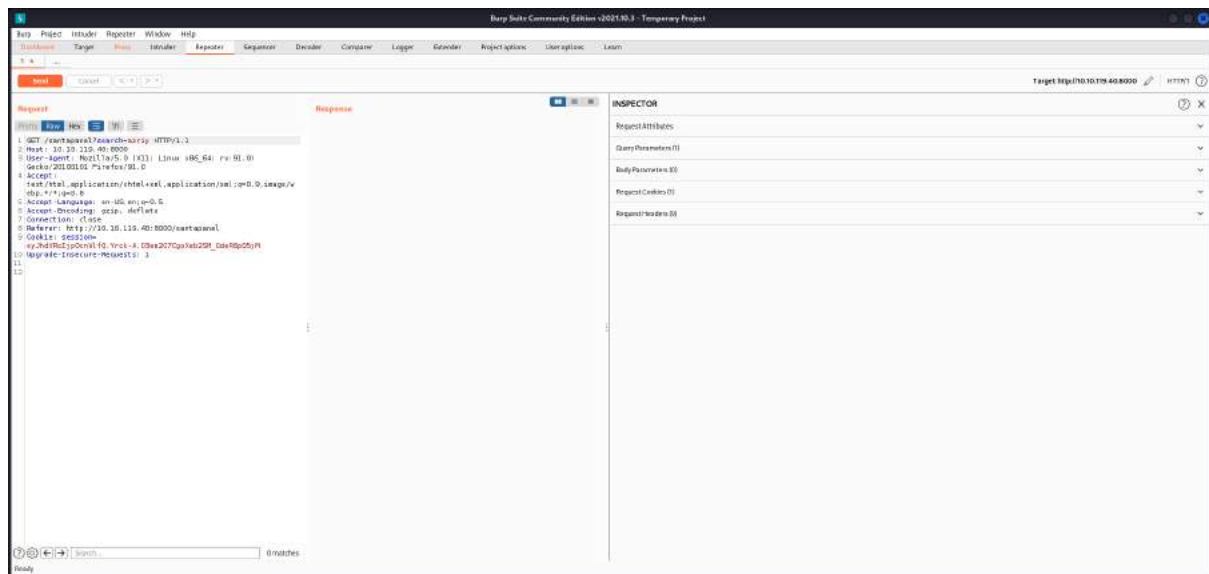 Burp Suite Community Edition v2021.10.3 - Temporary Project
Burp Project Intruder Repeater Window Help
Dashboard Target Proxy Intruder Repeater Sequencer Decoder Comparer Logger Extender Project options User options Learn
Send Cancel < >
Target: http://10.10.119.40:8000 HTTP/1
Request
Response
INSPECTOR
Pretty Raw Hex \n
Request Attributes
Query Parameters (1)
Body Parameters (0)
Request Cookies (1)
Request Headers (9)
1 GET /santapanel?search= HTTP/1.1
2 Host: 10.10.119.40:8000
3 User-Agent: Mozilla/5.0 (X11; Linux x86_64; rv:91.0)
Gecko/20100101 Firefox/91.0
4 Accept:
text/html,application/xhtml+xml,application/xml;q=0.9,image/w
ebp,*/*;q=0.8
5 Accept-Language: en-US,en;q=0.5
6 Accept-Encoding: gzip, deflate
7 Connection: close
8 Referer: http://10.10.119.40:8000/santapanel
9 Cookie: session=
10 Upgrade-Insecure-Requests: 1
11
12
Search...
0 matches
Ready